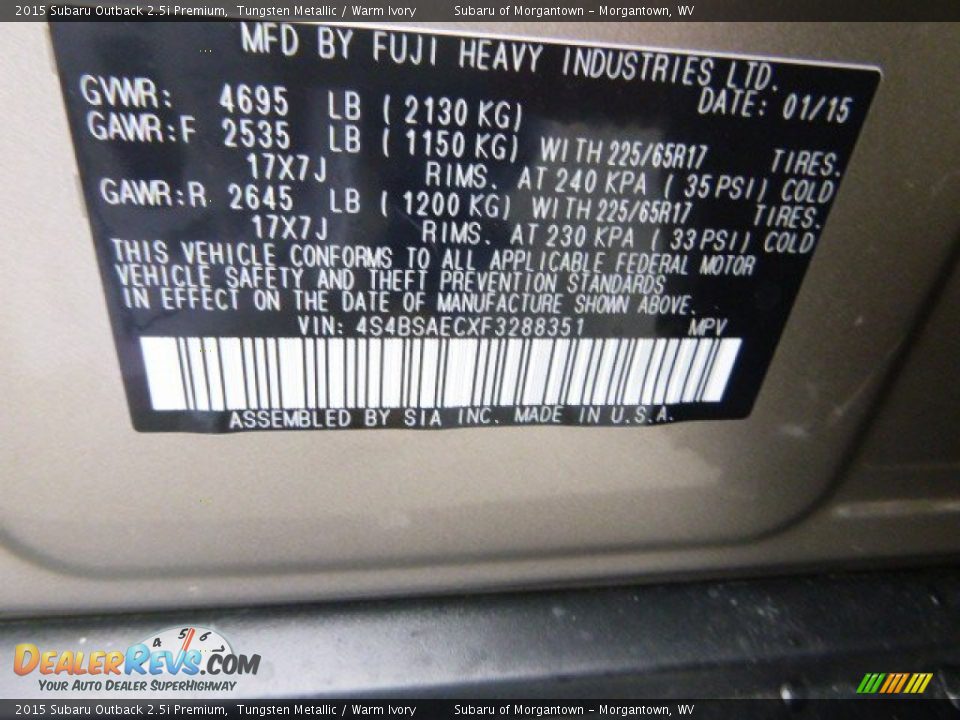 2015 Subaru Outback 2.5i Premium, Tungsten Metallic / Warm Ivory Subaru of Morgantown - Morgantown, WV
MFD BY FUJI HEAVY INDUSTRIES LTD.
DATE: 01/15
GVWR: 4695 LB ( 2130 KG)
GAWR:F 2535 LB ( 1150 KG) WITH 225/65R17 TIRES.
17X7J RIMS. AT 240 KPA ( 35 PSI) COLD
GAWR:R 2645 LB ( 1200 KG) WITH 225/65R17 TIRES.
17X7J RIMS. AT 230 KPA ( 33 PSI) COLD
THIS VEHICLE CONFORMS TO ALL APPLICABLE FEDERAL MOTOR
VEHICLE SAFETY AND THEFT PREVENTION STANDARDS
IN EFFECT ON THE DATE OF MANUFACTURE SHOWN ABOVE.
VIN: 4S4BSAECXF3288351 MPV
ASSEMBLED BY SIA INC. MADE IN U.S.A.
4 5 6
DEALERREVS.COM
YOUR AUTO DEALER SUPERHIGHWAY
2015 Subaru Outback 2.5i Premium, Tungsten Metallic / Warm Ivory Subaru of Morgantown - Morgantown, WV